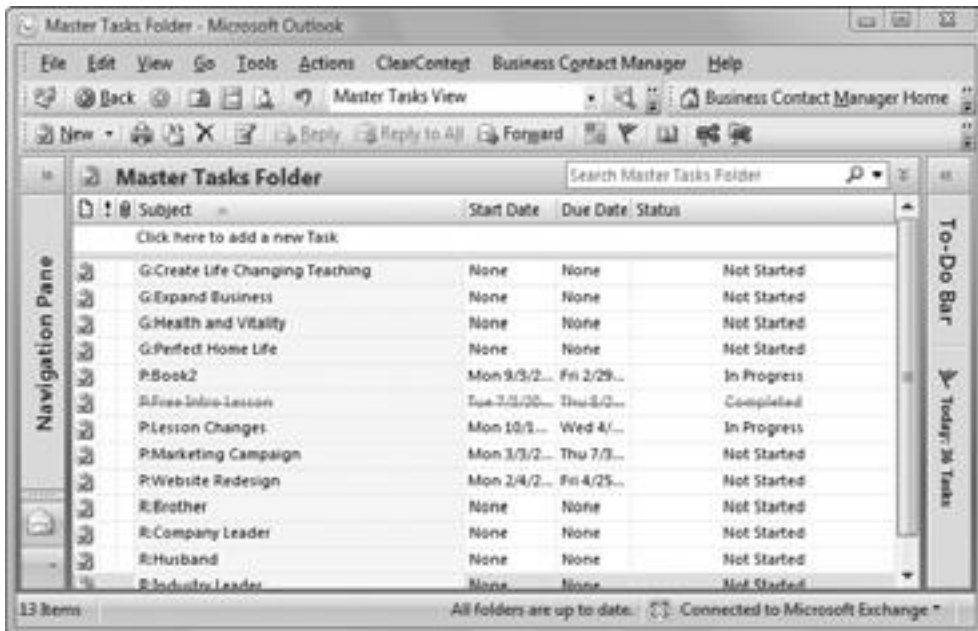 Master Tasks Folder - Microsoft Outlook
File Edit View Go Tools Actions ClearContext Business Contact Manager Help
Back Master Tasks View Business Contact Manager Home
New Reply Reply to All Forward
Master Tasks Folder Search Master Tasks Folder
Subject Start Date Due Date Status
Click here to add a new Task
G:Create Life Changing Teaching None None Not Started
G:Expand Business None None Not Started
G:Health and Vitality None None Not Started
G:Perfect Home Life None None Not Started
P:Book2 Mon 9/3/2... Fri 2/29... In Progress
P:Free Intro Lesson Tue 7/3/20... Thu 8/2... Completed
P:Lesson Changes Mon 10/1... Wed 4/... In Progress
P:Marketing Campaign Mon 3/3/2... Thu 7/3... Not Started
P:Website Redesign Mon 2/4/2... Fri 4/25... Not Started
R:Brother None None Not Started
R:Company Leader None None Not Started
R:Husband None None Not Started
R:Industry Leader None None Not Started
Navigation Pane
To-Do Bar
Today: 36 Tasks
13 Items All folders are up to date. Connected to Microsoft Exchange